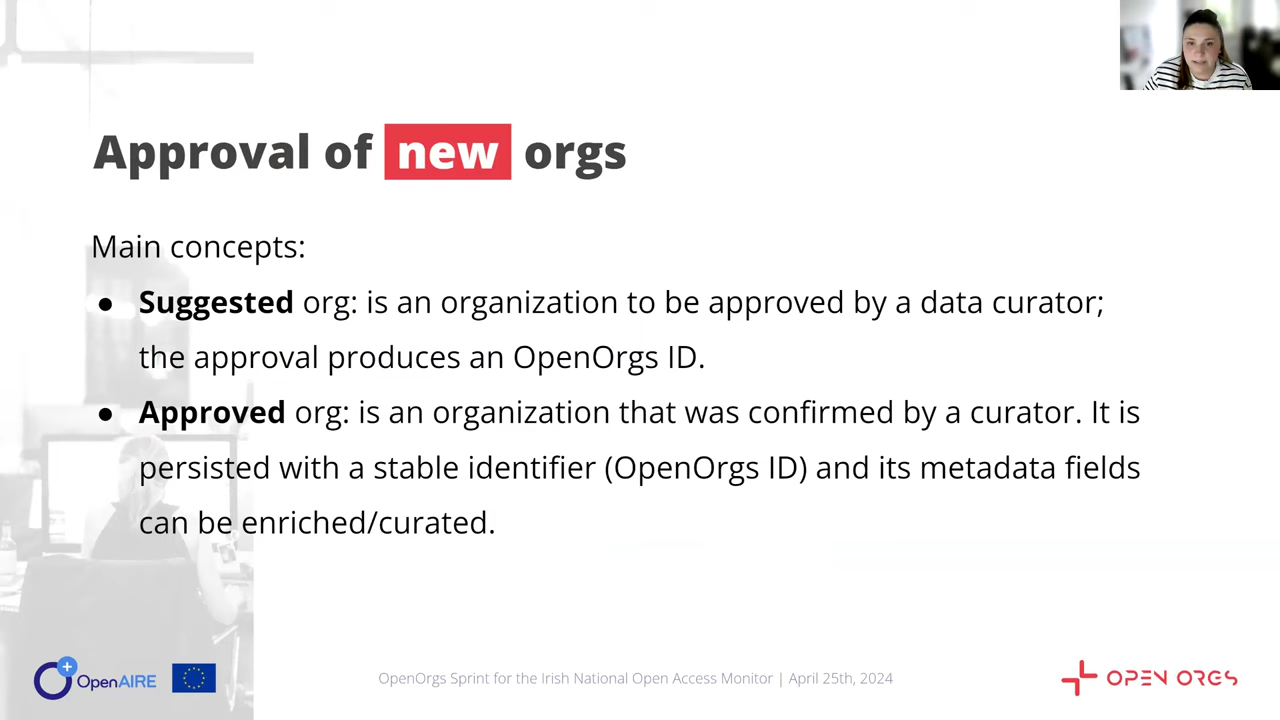 Approval of new orgs
Main concepts:
● Suggested org: is an organization to be approved by a data curator;
the approval produces an OpenOrgs ID.
● Approved org: is an organization that was confirmed by a curator. It is
persisted with a stable identifier (OpenOrgs ID) and its metadata fields
can be enriched/curated.
OpenAIRE
OpenOrgs Sprint for the Irish National Open Access Monitor | April 25th, 2024
OPEN ORGS